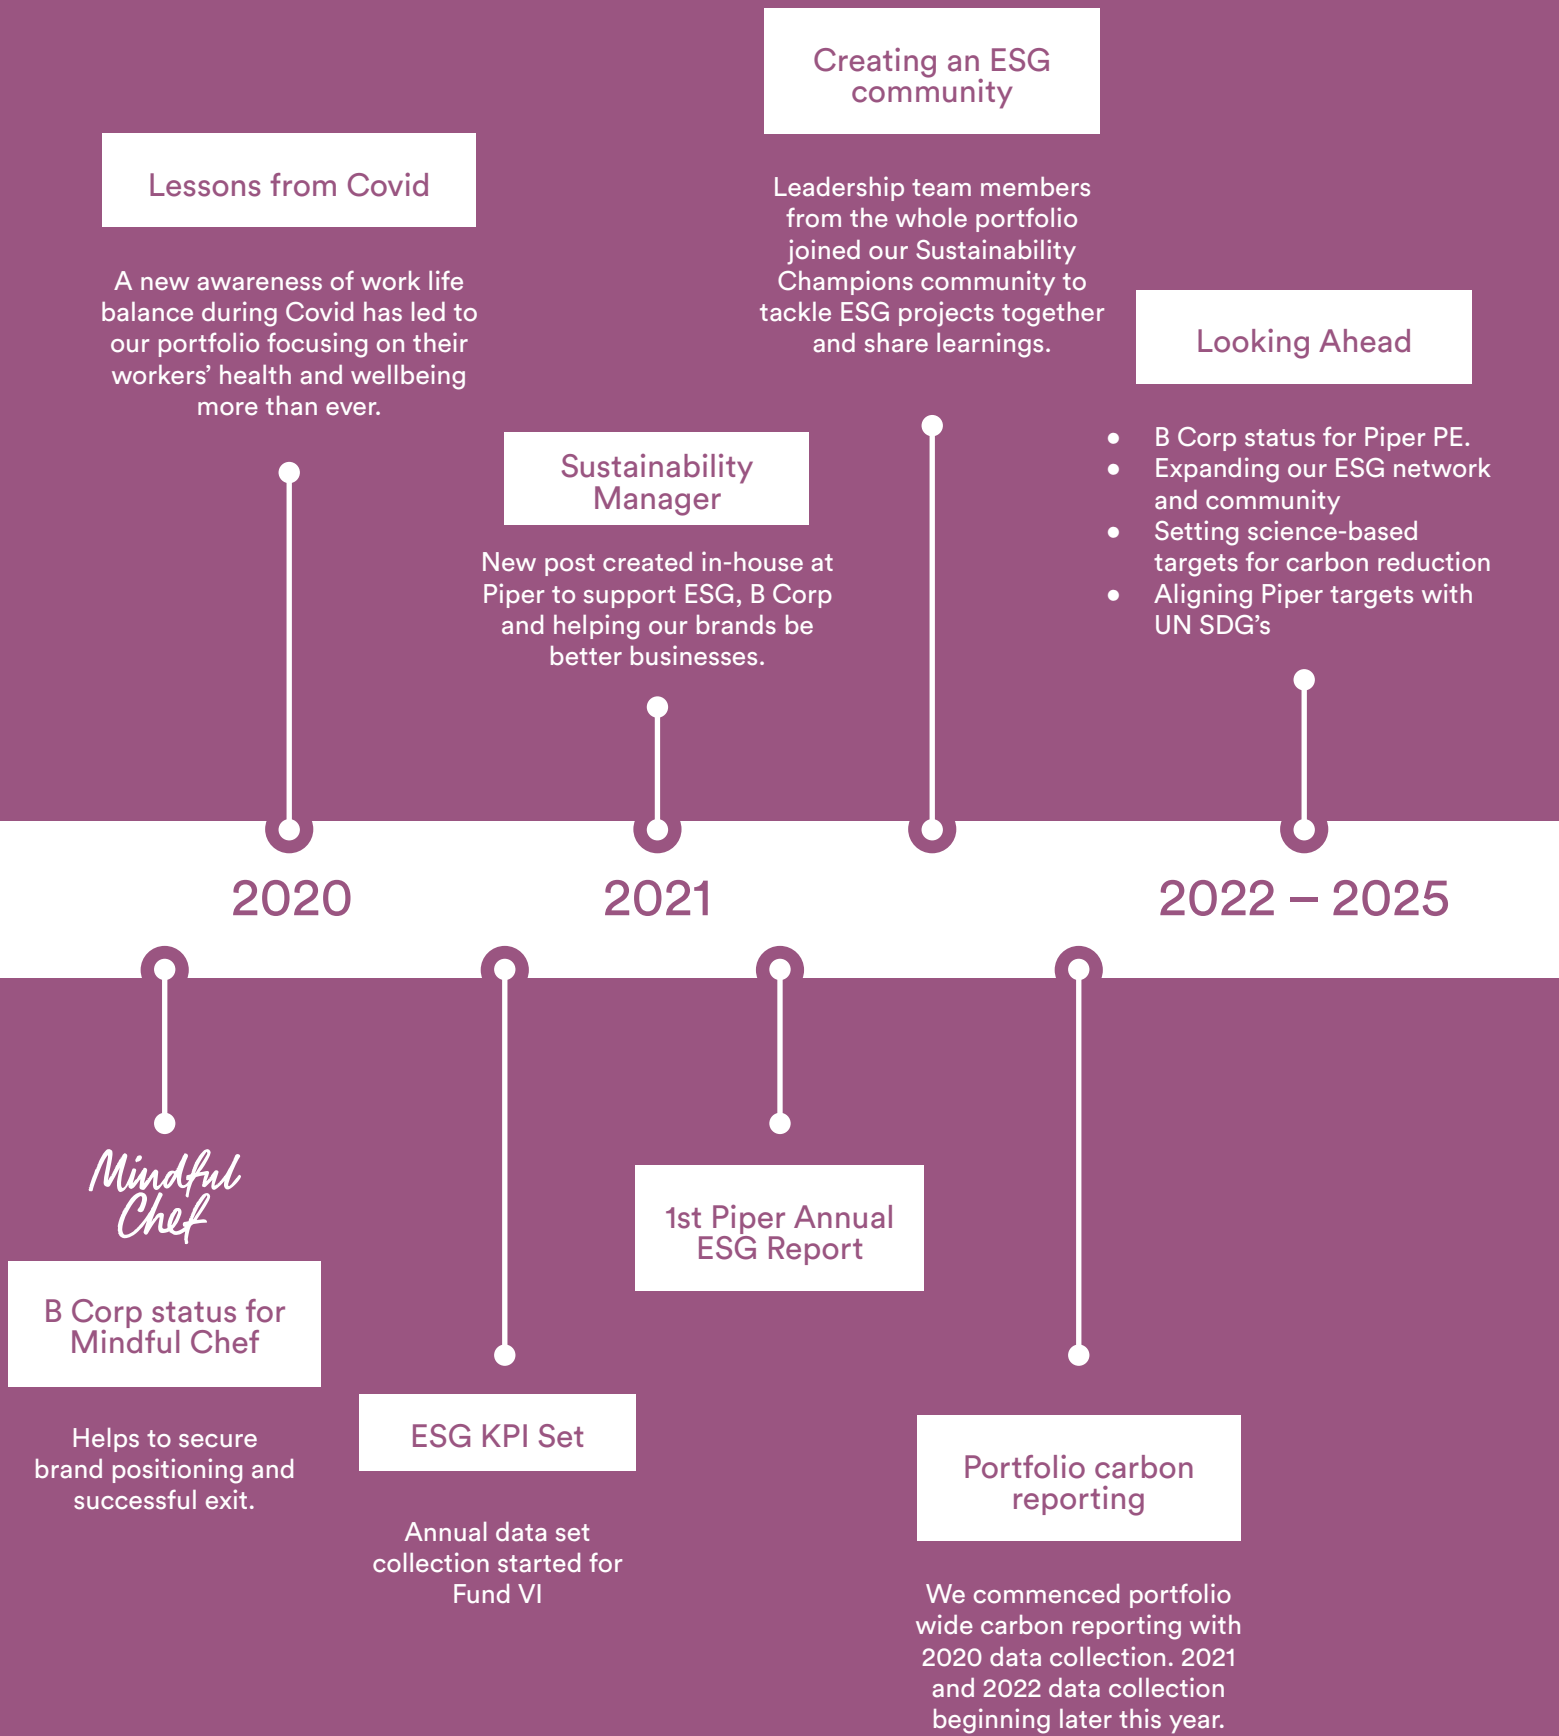 Creating an ESG
community
Leadership team members
from the whole portfolio
joined our Sustainability
Champions community to
tackle ESG projects together
and share learnings.
Lessons from Covid
A new awareness of work life
balance during Covid has led to
our portfolio focusing on their
workers’ health and wellbeing
more than ever.
Sustainability
Manager
New post created in-house at
Piper to support ESG, B Corp
and helping our brands be
better businesses.
Looking Ahead
● B Corp status for Piper PE.
● Expanding our ESG network
and community
● Setting science-based
targets for carbon reduction
● Aligning Piper targets with
UN SDG’s
2020
2021
2022 – 2025
Mindful
Chef
B Corp status for
Mindful Chef
Helps to secure
brand positioning and
successful exit.
ESG KPI Set
Annual data set
collection started for
Fund VI
1st Piper Annual
ESG Report
Portfolio carbon
reporting
We commenced portfolio
wide carbon reporting with
2020 data collection. 2021
and 2022 data collection
beginning later this year.